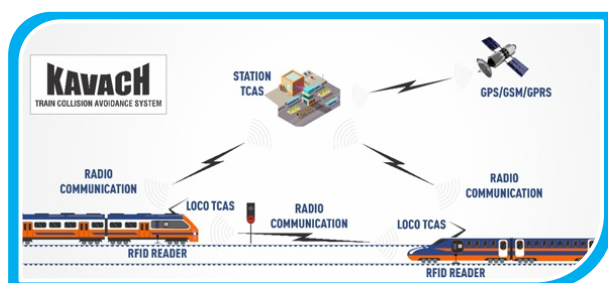 KAVACH
TRAIN COLLISION AVOIDANCE SYSTEM
STATION
TCAS
GPS/GSM/GPRS
RADIO
COMMUNICATION
LOCO TCAS
RFID READER
RADIO
COMMUNICATION
RADIO
COMMUNICATION
LOCO TCAS
RFID READER